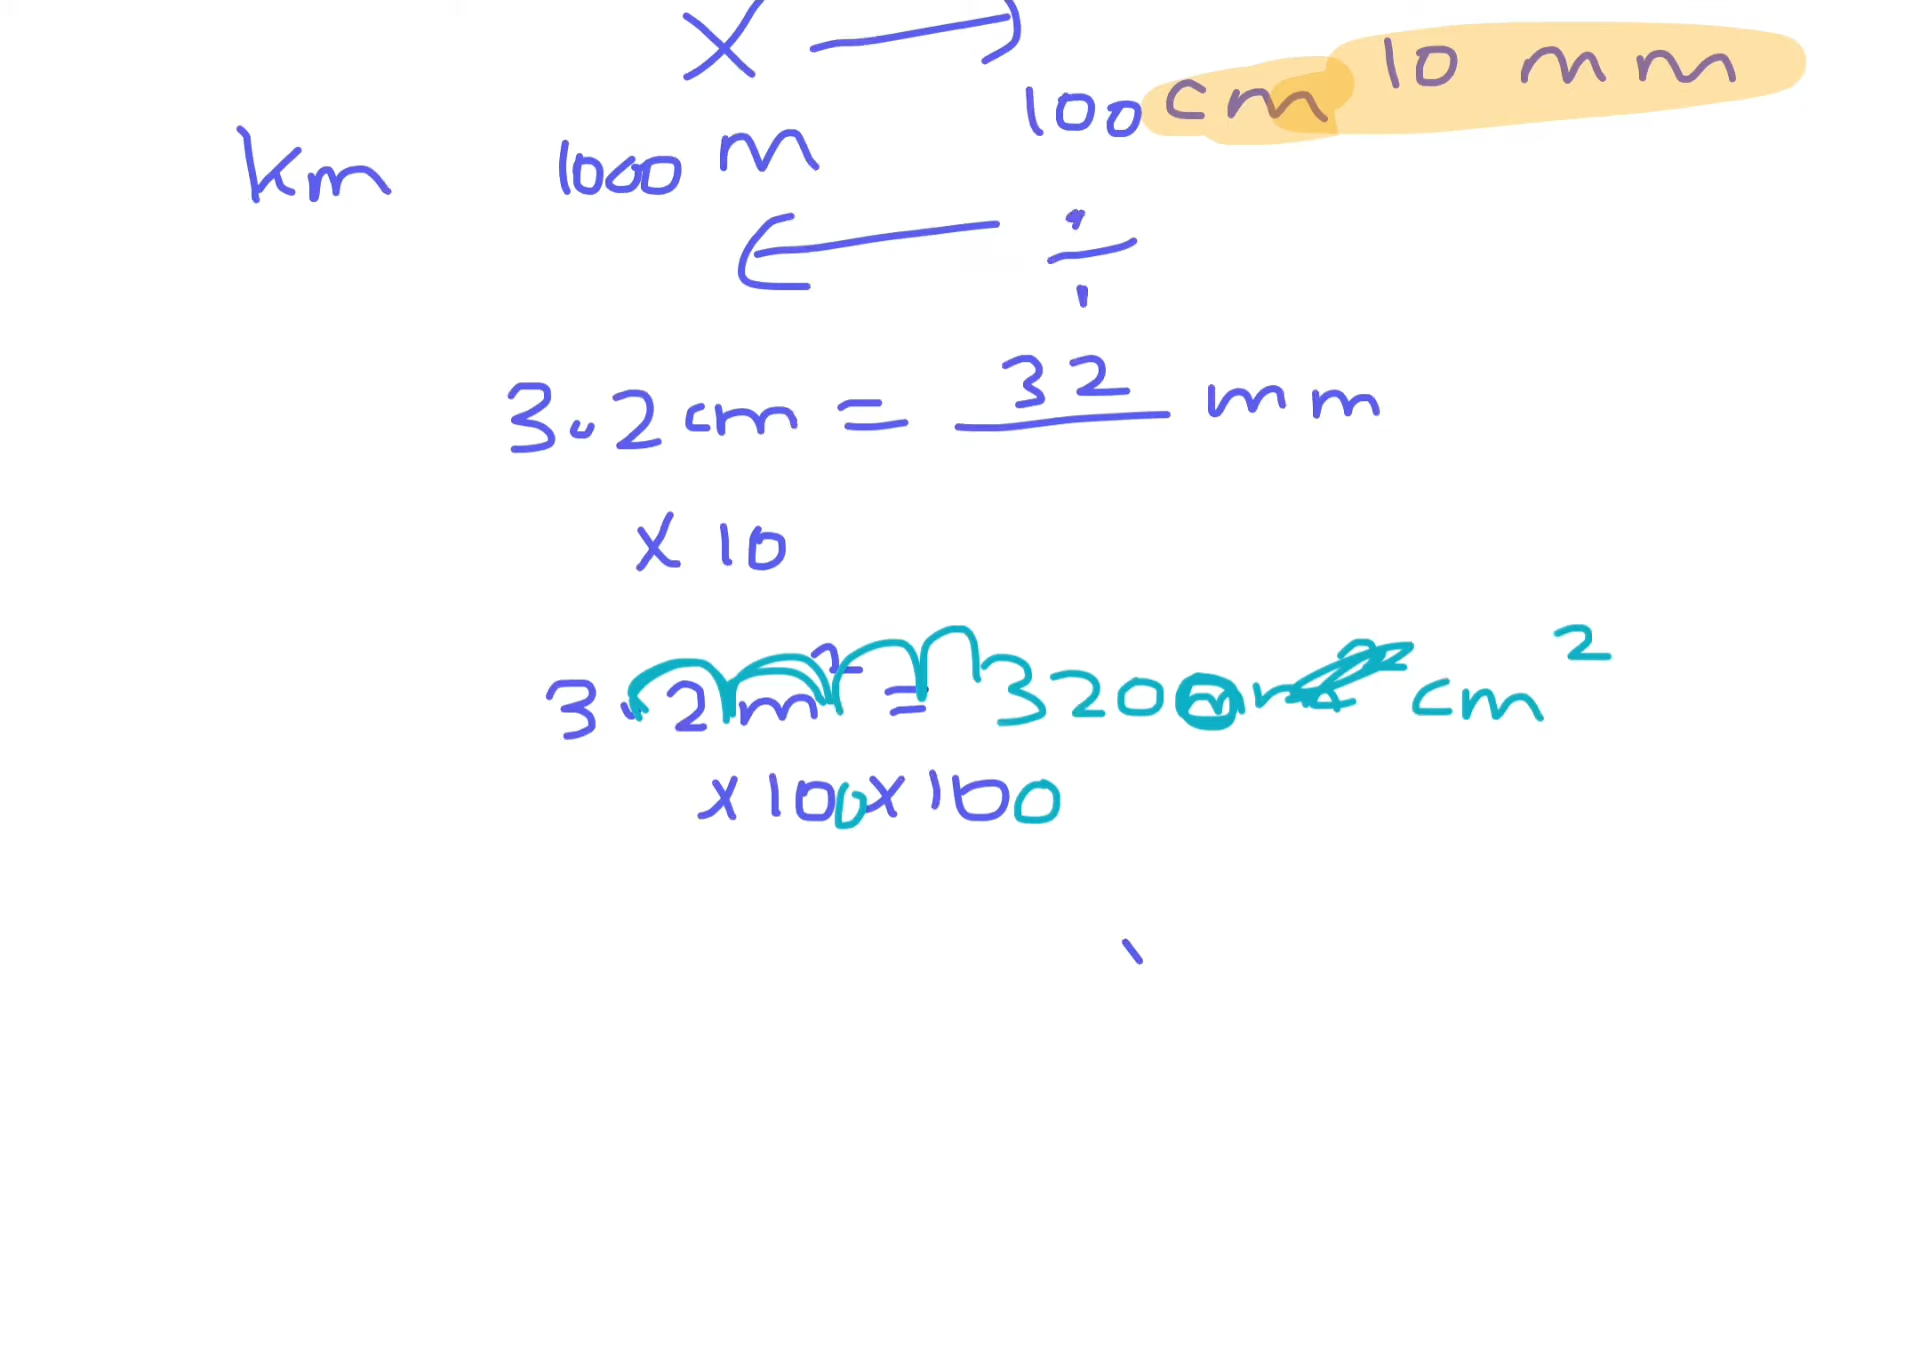 x →
km 1000 m 100 cm 10 mm
← ÷
3.2 cm = 32 mm
x 10
3.2 m² = 32000 cm²
x 100 x 100